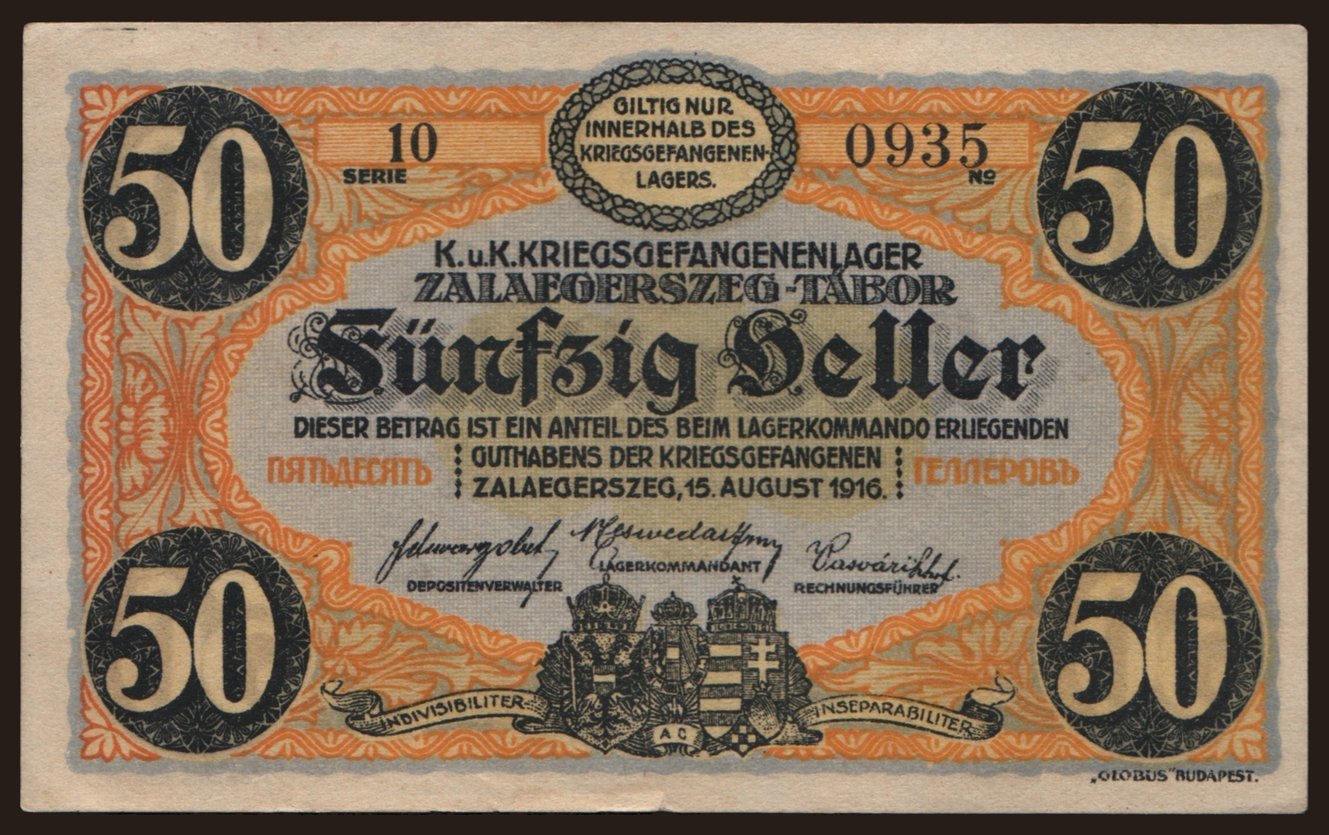 50
50
10
SERIE
GILTIG NUR
INNERHALB DES
KRIEGSGEFANGENEN-
LAGERS.
0935
No
K.u.K. KRIEGSGEFANGENENLAGER
ZALAEGERSZEG-TÁBOR
Fünfzig Heller
DIESER BETRAG IST EIN ANTEIL DES BEIM LAGERKOMMANDO ERLIEGENDEN
GUTHABENS DER KRIEGSGEFANGENEN
ПЯТЬДЕСЯТЬ
ГЕЛЛЕРОВЪ
ZALAEGERSZEG, 15. AUGUST 1916.
DEPOSITENVERWALTER
LAGERKOMMANDANT
RECHNUNGSFÜHRER
50
50
INDIVISIBILITER
AC
INSEPARABILITER
„GLOBUS" BUDAPEST.